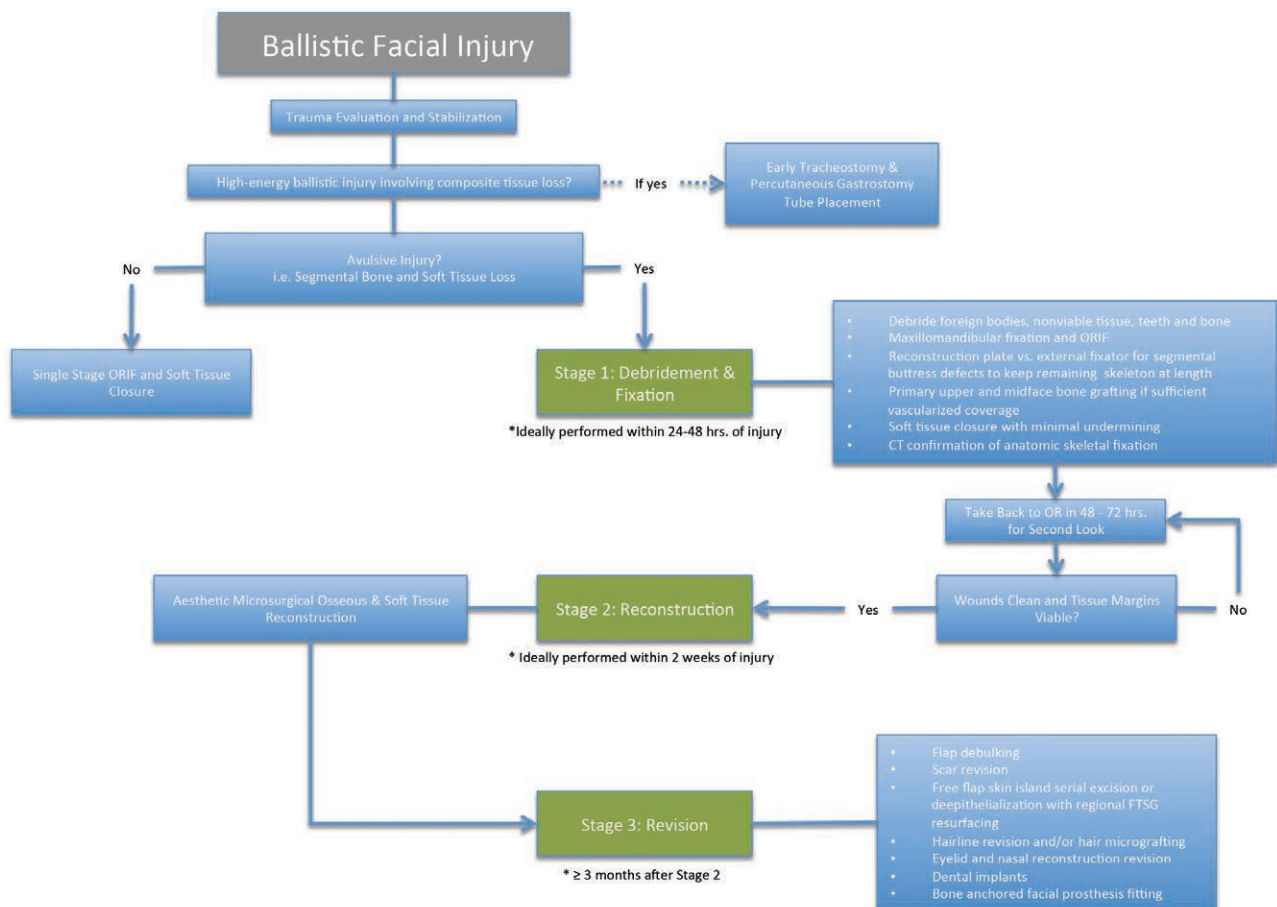 Ballistic Facial Injury
Trauma Evaluation and Stabilization
High-energy ballistic injury involving composite tissue loss?
If yes
Early Tracheostomy &
Percutaneous Gastrostomy
Tube Placement
Avulsive Injury?
i.e. Segmental Bone and Soft Tissue Loss
No
Yes
Single Stage ORIF and Soft Tissue
Closure
Stage 1: Debridement &
Fixation
*Ideally performed within 24-48 hrs. of injury
• Debride foreign bodies, nonviable tissue, teeth and bone
• Maxillomandibular fixation and ORIF
• Reconstruction plate vs. external fixator for segmental
buttress defects to keep remaining skeleton at length
• Primary upper and midface bone grafting if sufficient
vascularized coverage
• Soft tissue closure with minimal undermining
• CT confirmation of anatomic skeletal fixation
Take Back to OR in 48 - 72 hrs.
for Second Look
Wounds Clean and Tissue Margins
Viable?
No
Yes
Stage 2: Reconstruction
* Ideally performed within 2 weeks of injury
Aesthetic Microsurgical Osseous & Soft Tissue
Reconstruction
Stage 3: Revision
* ≥ 3 months after Stage 2
• Flap debulking
• Scar revision
• Free flap skin island serial excision or
deepithelialization with regional FTSG
resurfacing
• Hairline revision and/or hair micrografting
• Eyelid and nasal reconstruction revision
• Dental implants
• Bone anchored facial prosthesis fitting